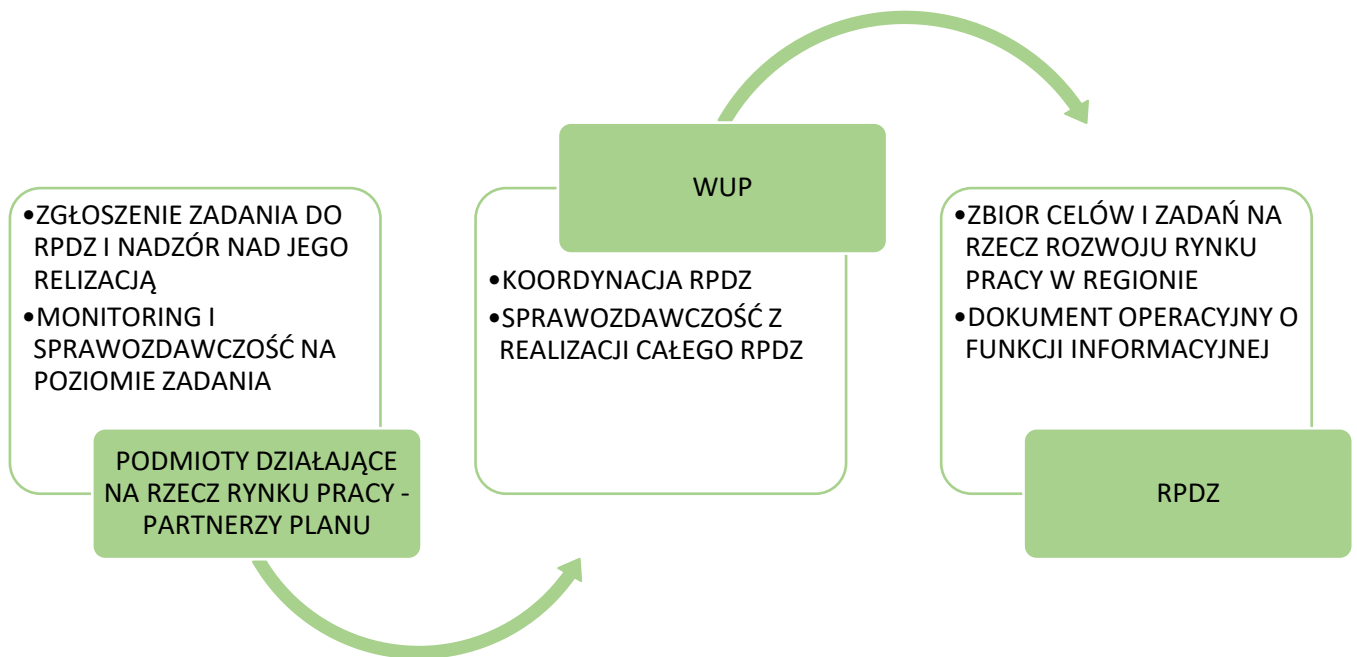 •ZGŁOSZENIE ZADANIA DO
RPDZ I NADZÓR NAD JEGO
RELIZACJĄ
•MONITORING I
SPRAWOZDAWCZOŚĆ NA
POZIOMIE ZADANIA
PODMIOTY DZIAŁAJĄCE
NA RZECZ RYNKU PRACY -
PARTNERZY PLANU
WUP
•KOORDYNACJA RPDZ
•SPRAWOZDAWCZOŚĆ Z
REALIZACJI CAŁEGO RPDZ
•ZBIOR CELÓW I ZADAŃ NA
RZECZ ROZWOJU RYNKU
PRACY W REGIONIE
•DOKUMENT OPERACYJNY O
FUNKCJI INFORMACYJNEJ
RPDZ